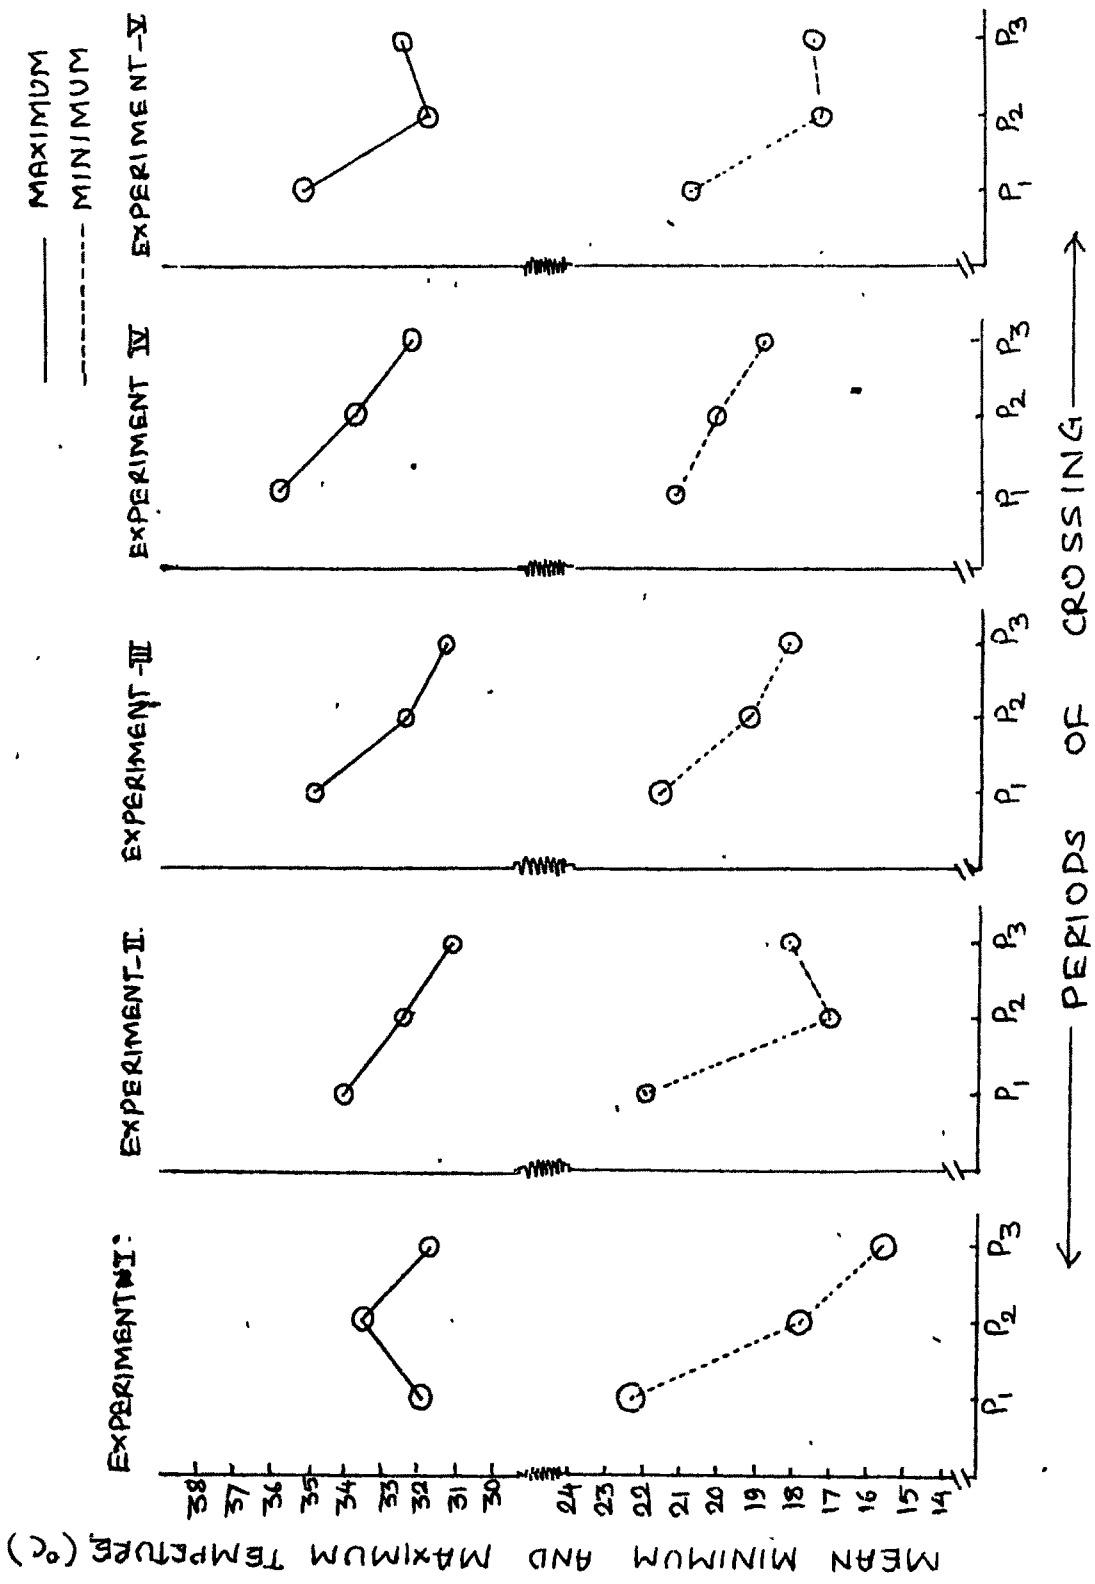 ——— MAXIMUM
------- MINIMUM
EXPERIMENT-I
EXPERIMENT-II.
EXPERIMENT-III
EXPERIMENT IV
EXPERIMENT-V
MEAN MINIMUM AND MAXIMUM TEMPETURE, (°C)
38
37
36
35
34
33
32
31
30
24
23
22
21
20
19
18
17
16
15
14
P1 P2 P3
P1 P2 P3
P1 P2 P3
P1 P2 P3
P1 P2 P3
← PERIODS OF CROSSING →